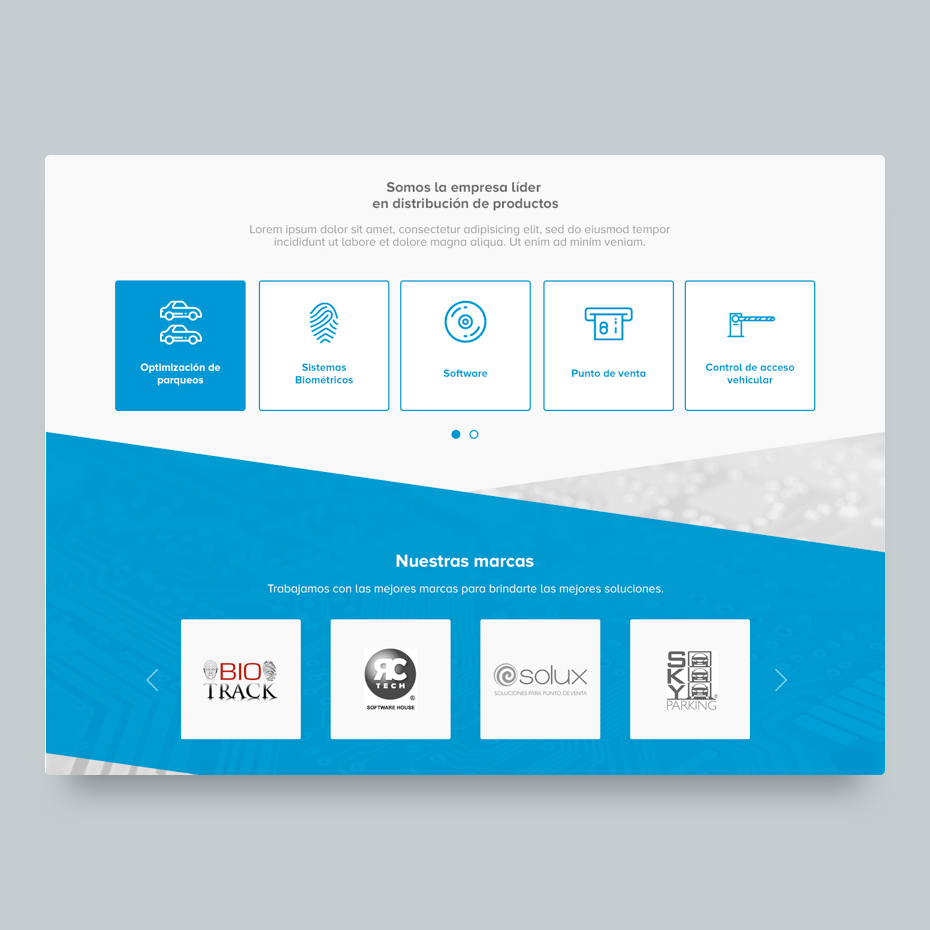 Somos la empresa líder
en distribución de productos
Lorem ipsum dolor sit amet, consectetur adipisicing elit, sed do eiusmod tempor
incididunt ut labore et dolore magna aliqua. Ut enim ad minim veniam.
Optimización de
parqueos
Sistemas
Biométricos
Software
8
Punto de venta
Control de acceso
vehicular
Nuestras marcas
Trabajamos con las mejores marcas para brindarte las mejores soluciones.
BIO
TRACK
RC
TECH
®
SOFTWARE HOUSE
solux
SOLUCIONES PARA PUNTO DE VENTA
SKY
PARKING
®